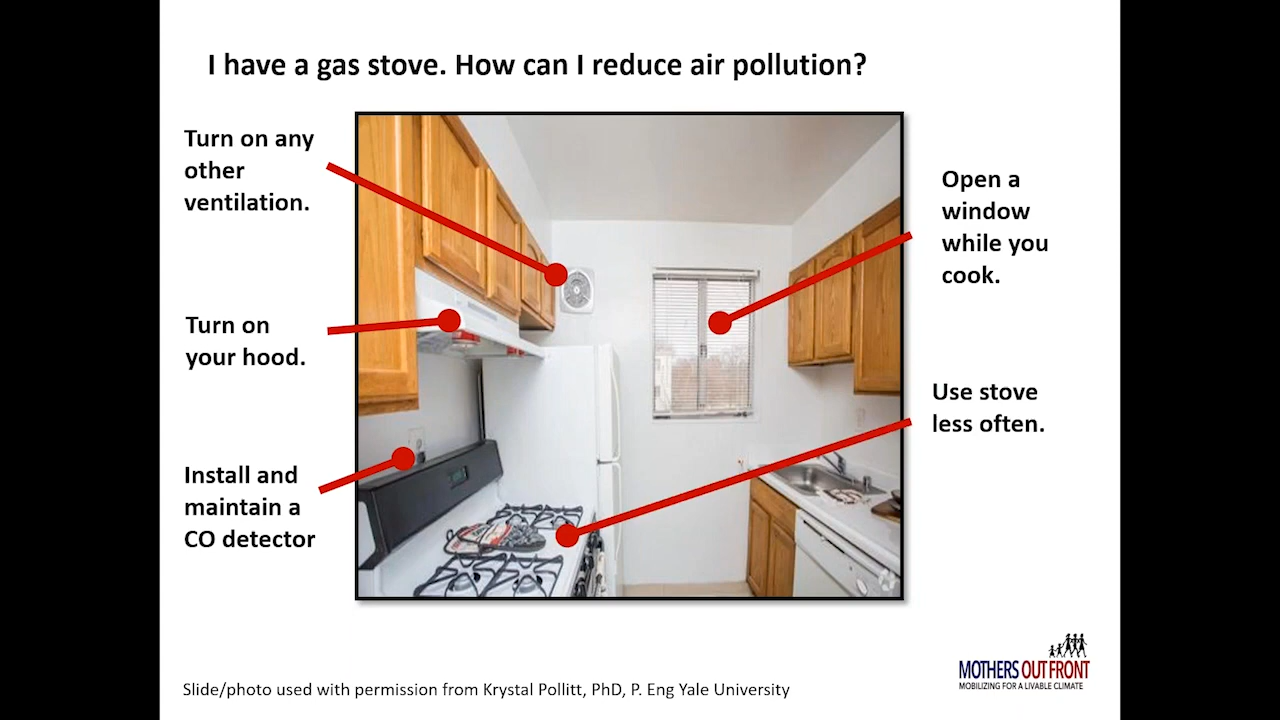 I have a gas stove. How can I reduce air pollution?
Turn on any
other
ventilation.
Turn on
your hood.
Install and
maintain a
CO detector
Open a
window
while you
cook.
Use stove
less often.
MOTHERS OUT FRONT
MOBILIZING FOR A LIVABLE CLIMATE
Slide/photo used with permission from Krystal Pollitt, PhD, P. Eng Yale University